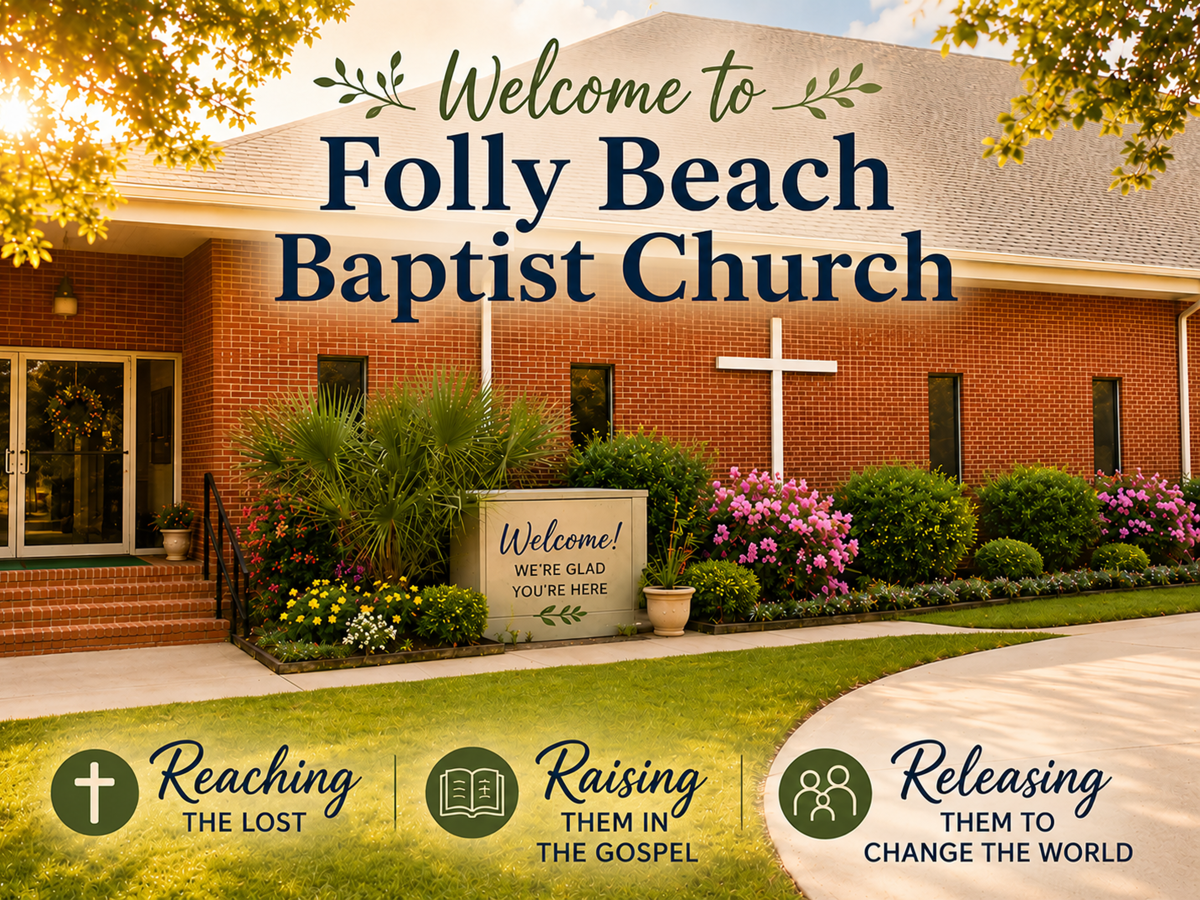 Welcome to
Folly Beach
Baptist Church
Welcome!
WE'RE GLAD
YOU'RE HERE
Reaching
THE LOST
Raising
THEM IN
THE GOSPEL
Releasing
THEM TO
CHANGE THE WORLD